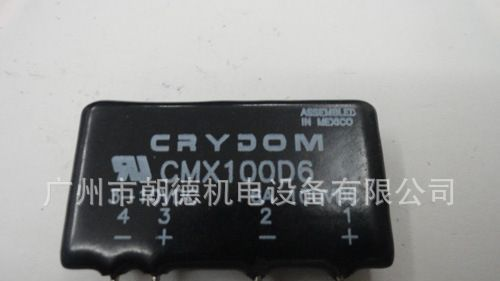 ASSEMBLED
IN MEXICO
CRYDOM
CMX100D6
广州市朝德机电设备有限公司
4 3 2 1
- + - +